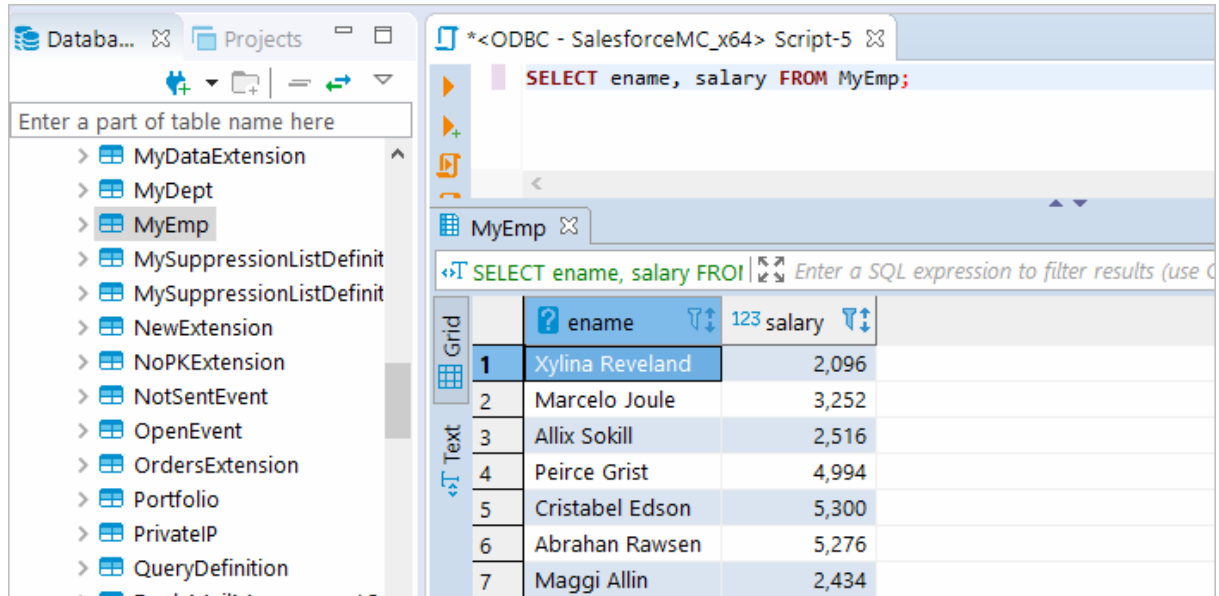 Databa...
Projects
Enter a part of table name here
MyDataExtension
MyDept
MyEmp
MySuppressionListDefinit
MySuppressionListDefinit
NewExtension
NoPKExtension
NotSentEvent
OpenEvent
OrdersExtension
Portfolio
PrivateIP
QueryDefinition
*<ODBC - SalesforceMC_x64> Script-5
SELECT ename, salary FROM MyEmp;
MyEmp
SELECT ename, salary FROM
Enter a SQL expression to filter results (use
Grid
Text
ename 123 salary
1 Xylina Reveland 2,096
2 Marcelo Joule 3,252
3 Allix Sokill 2,516
4 Peirce Grist 4,994
5 Cristabel Edson 5,300
6 Abrahan Rawsen 5,276
7 Maggi Allin 2,434